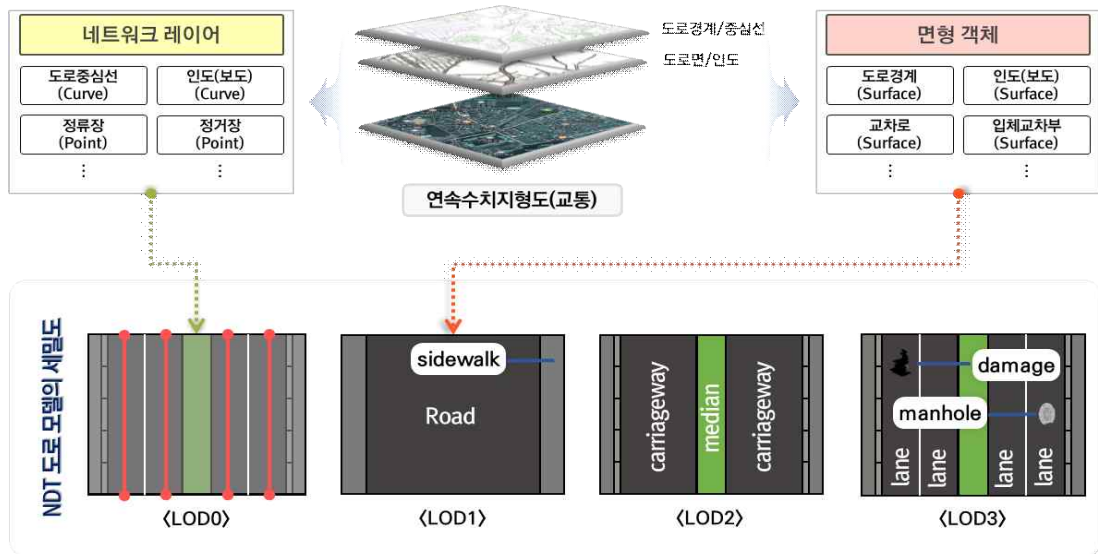 네트워크 레이어
도로중심선
(Curve)
인도(보도)
(Curve)
정류장
(Point)
정거장
(Point)
⋮
⋮
도로경계/중심선
도로면/인도
연속수치지형도(교통)
면형 객체
도로경계
(Surface)
인도(보도)
(Surface)
교차로
(Surface)
입체교차부
(Surface)
⋮
⋮
NDT 도로 모델의 세밀도
〈LOD0〉
sidewalk
Road
〈LOD1〉
carriageway
median
carriageway
〈LOD2〉
damage
manhole
lane
lane
lane
lane
〈LOD3〉